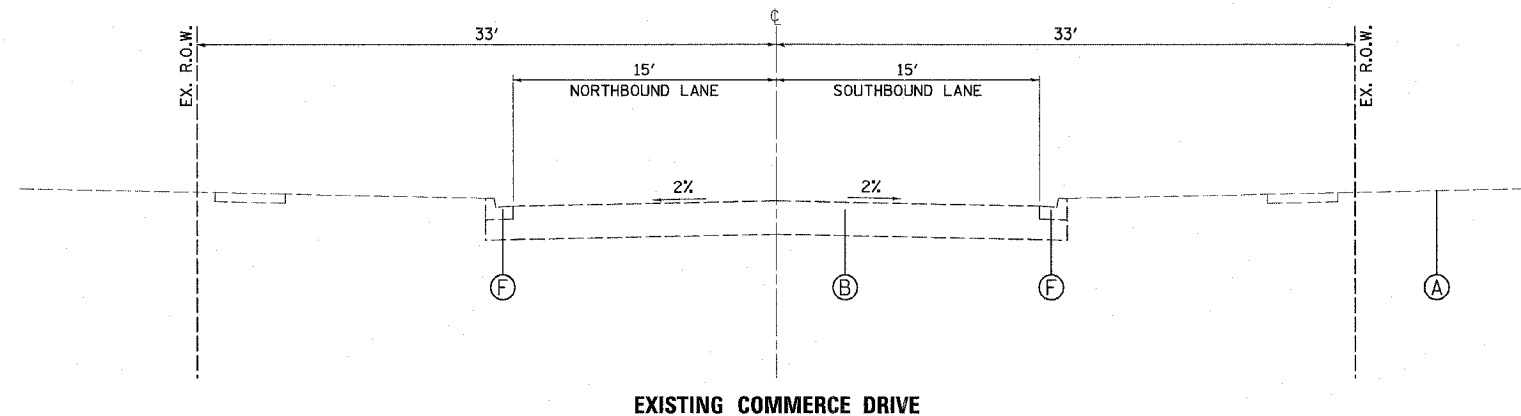 ℄
33'
33'
EX. R.O.W.
EX. R.O.W.
15'
15'
NORTHBOUND LANE
SOUTHBOUND LANE
2%
2%
F
B
F
A
EXISTING COMMERCE DRIVE